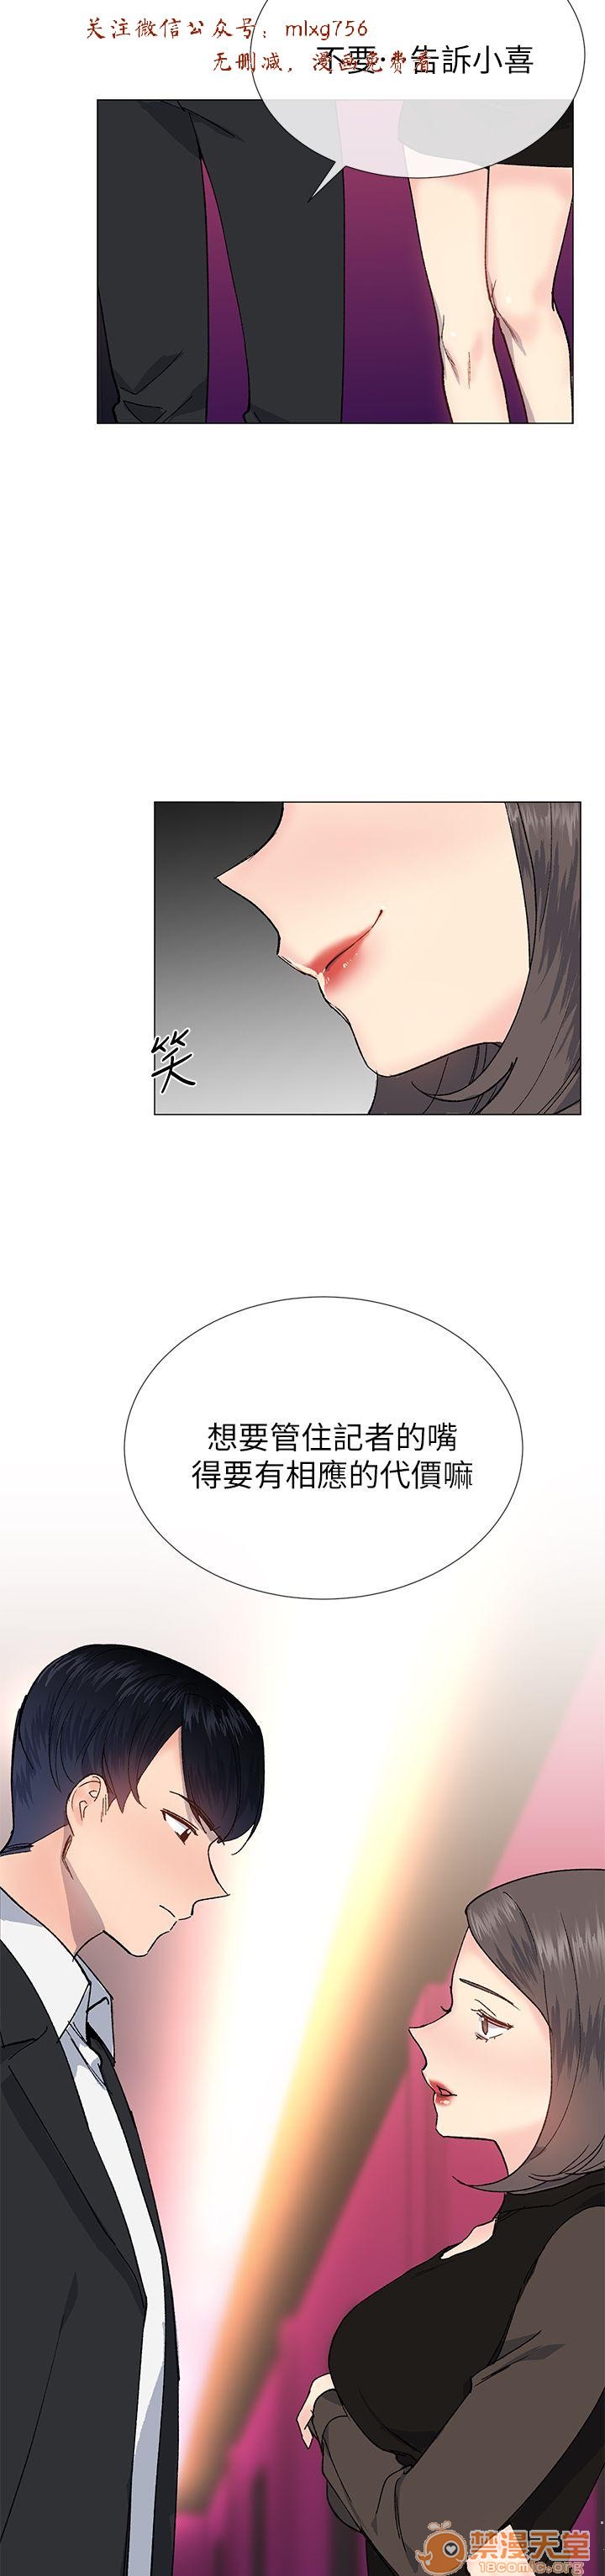 关注微信公众号：mlxg756
无删减，漫画免费看
不要··告訴小喜
笑
想要管住記者的嘴
得要有相應的代價嘛
禁漫天堂
18comic.org